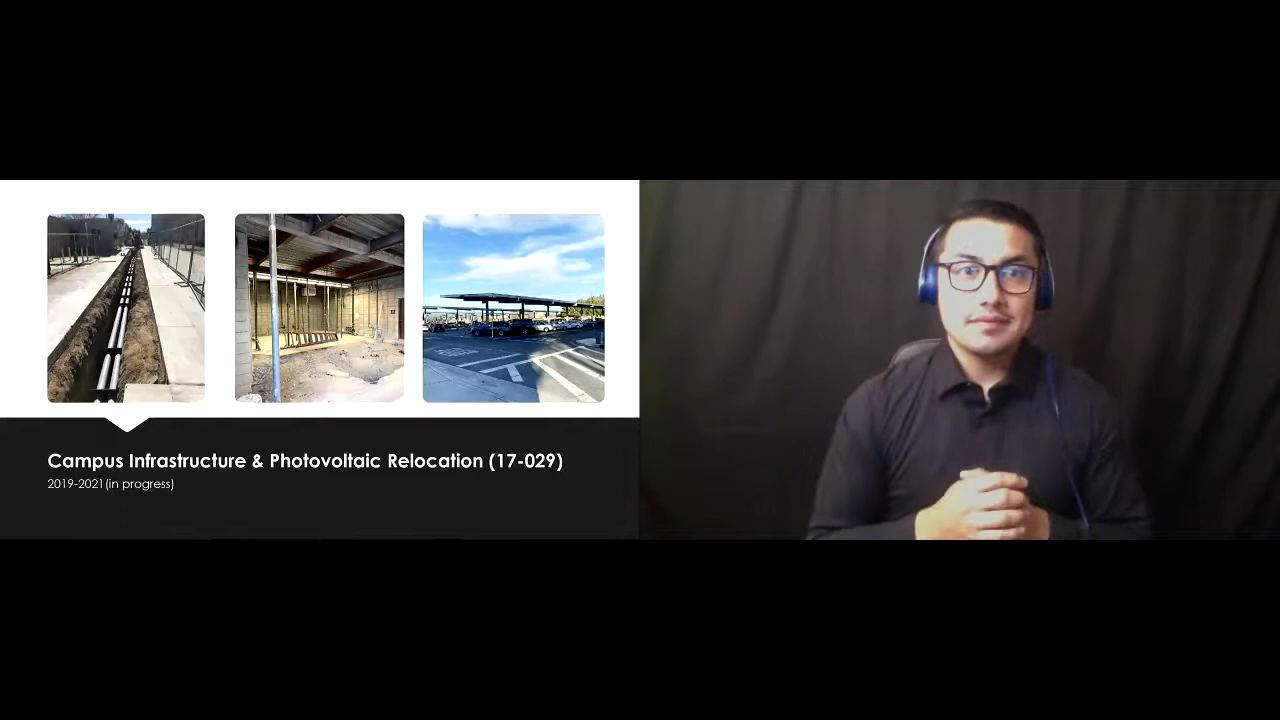 Campus Infrastructure & Photovoltaic Relocation (17-029)
2019-2021(in progress)